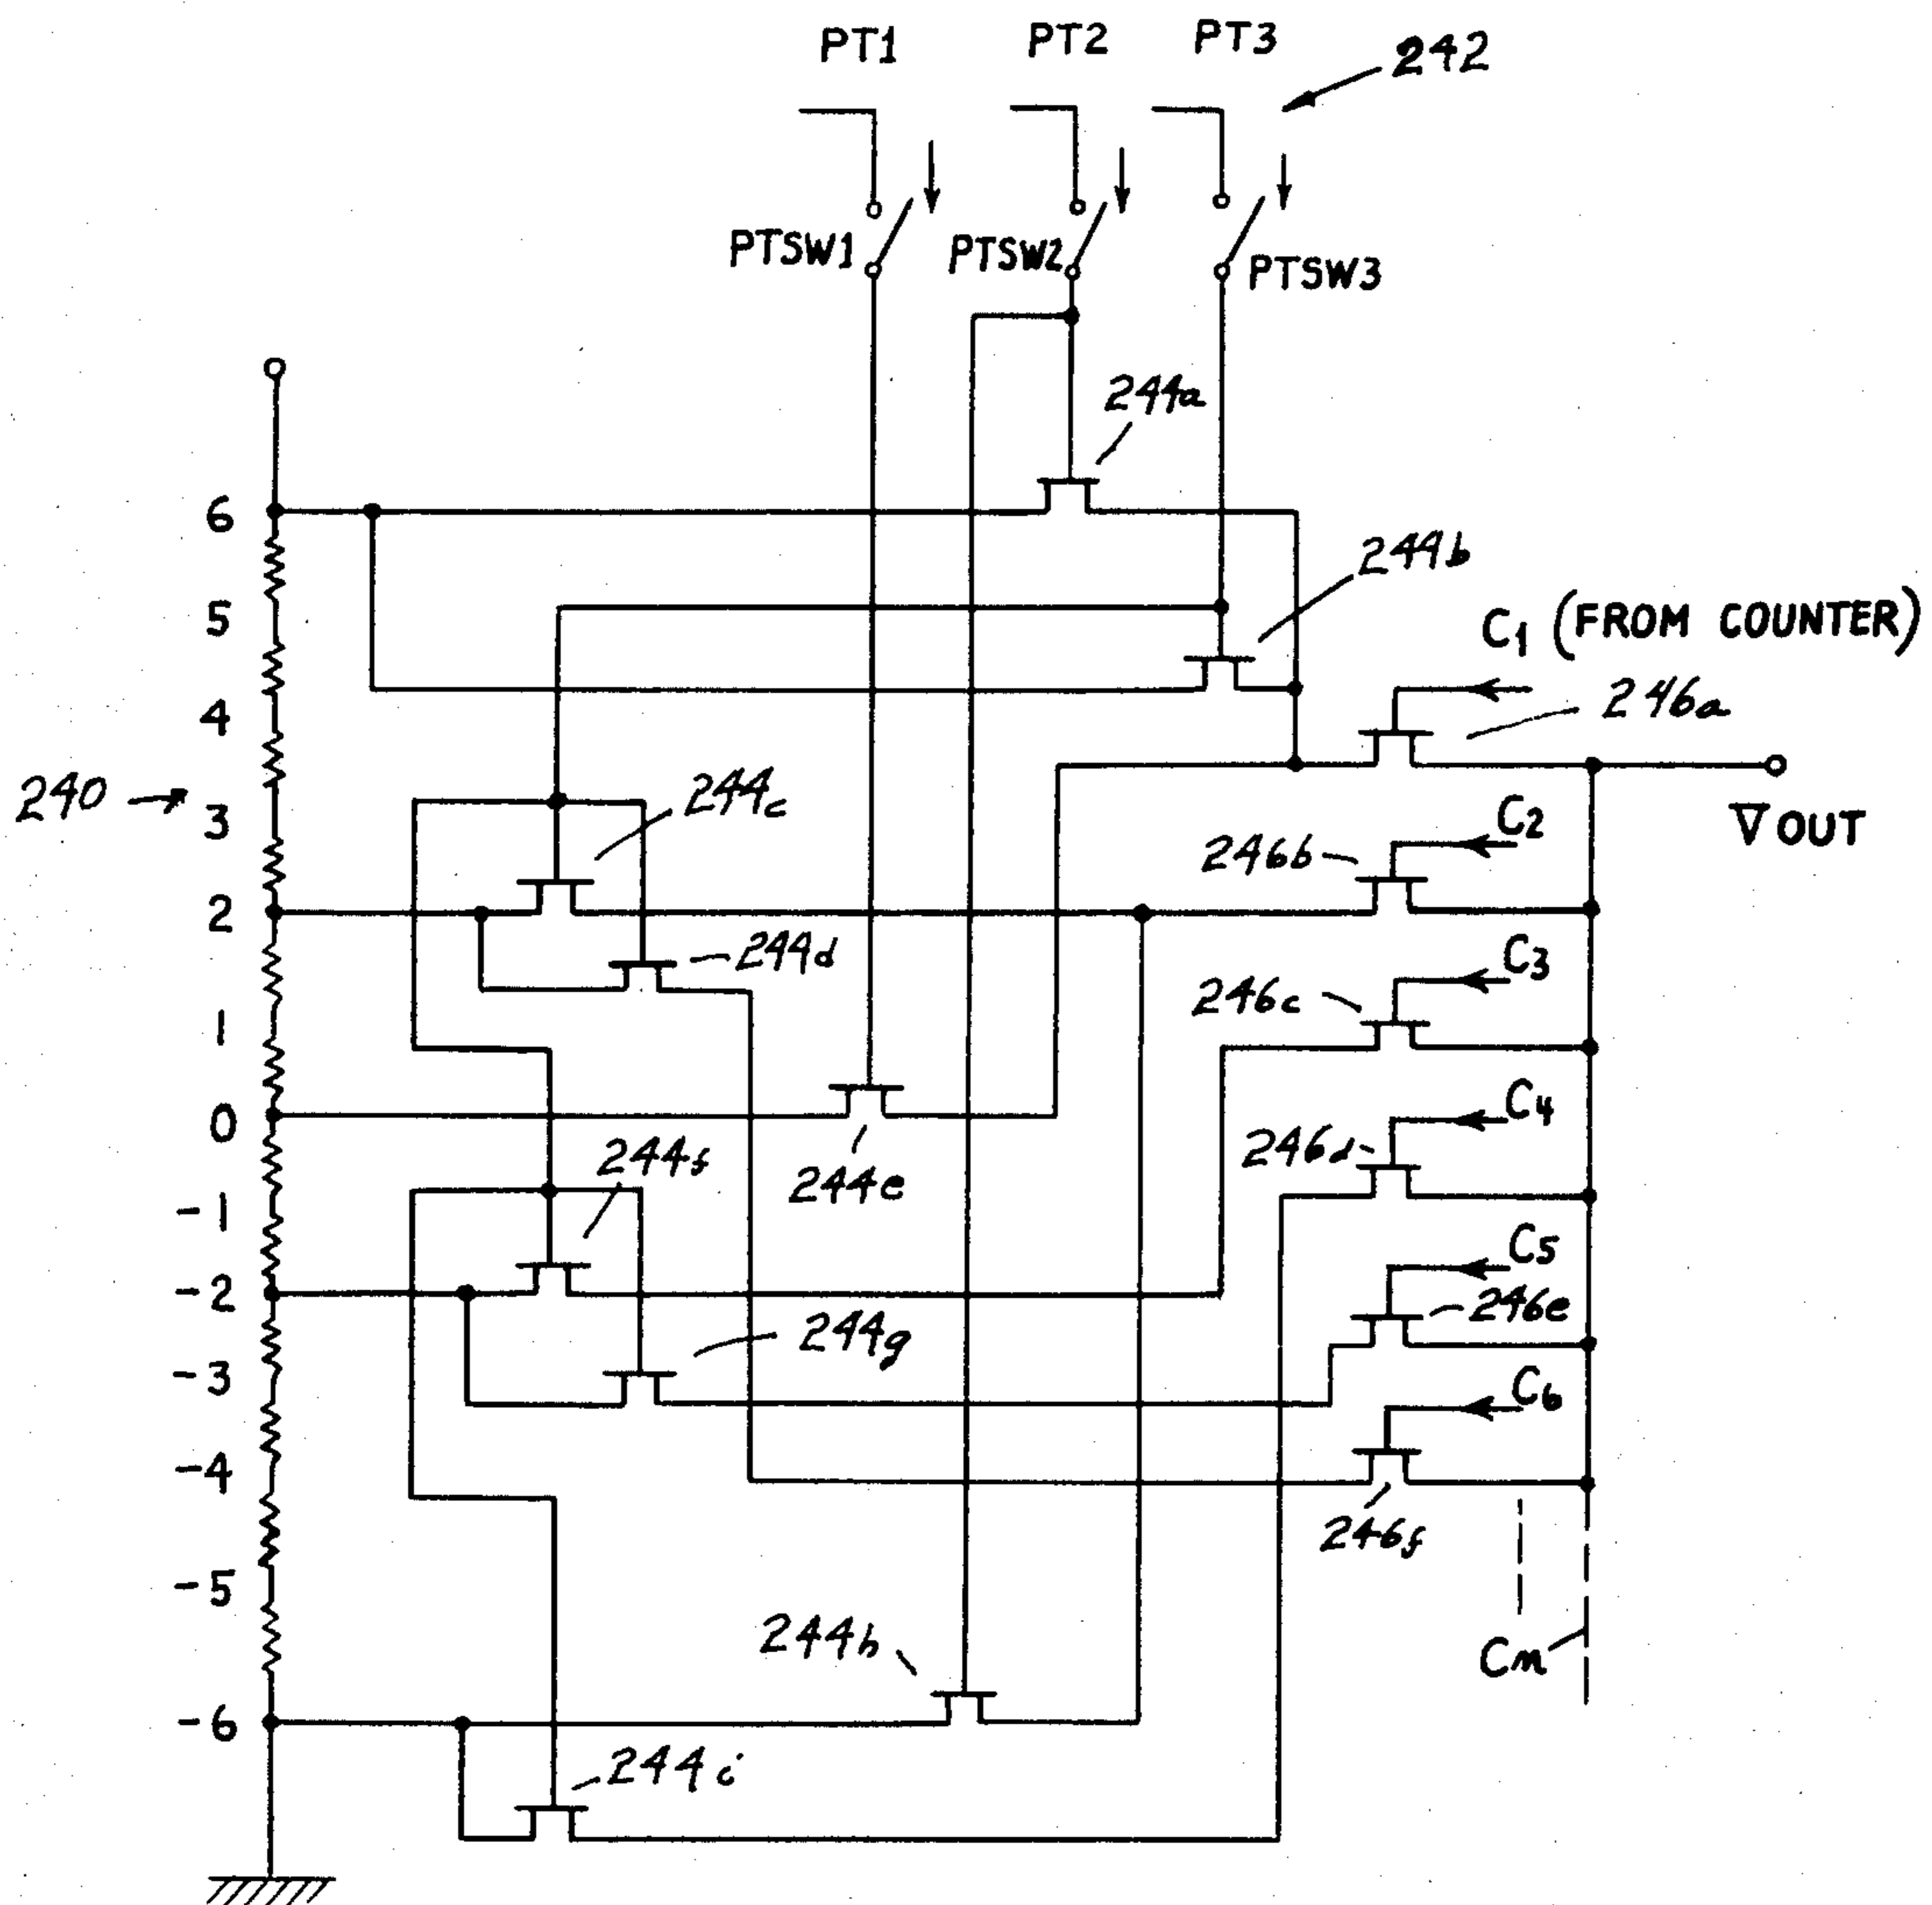 PT1 PT2 PT3 242
PTSW1 PTSW2 PTSW3
244a
6
244b
5
C1 (FROM COUNTER)
246a
4
240
3
244c
C2
VOUT
246b
2
244d
C3
246c
1
0
244e
C4
246d
244f
-1
C5
-2
246e
244g
-3
C6
-4
246f
-5
244h
Cn
-6
244i